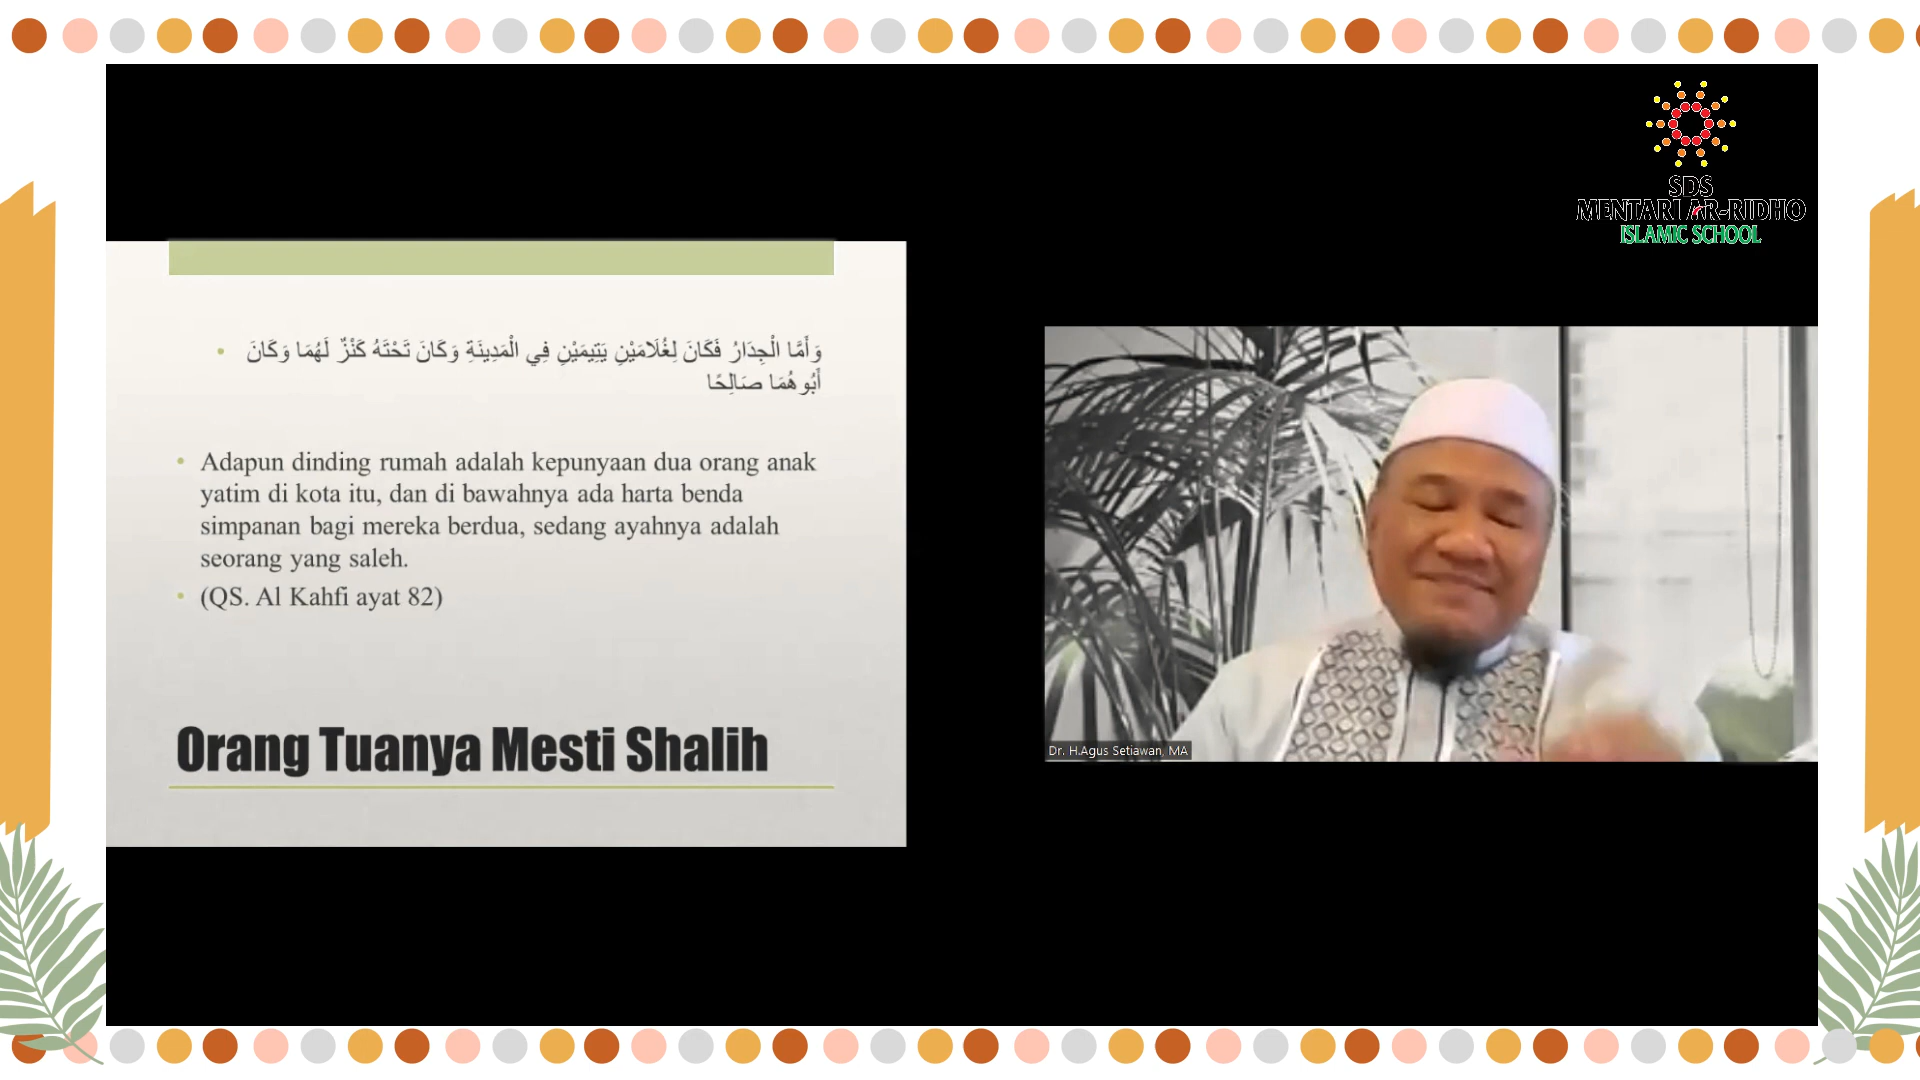 SDS
MENTARI AR-RIDHO
ISLAMIC SCHOOL
وَأَمَّا الْجِدَارُ فَكَانَ لِغُلَامَيْنِ يَتِيمَيْنِ فِي الْمَدِينَةِ وَكَانَ تَحْتَهُ كَنْزٌ لَهُمَا وَكَانَ
أَبُوهُمَا صَالِحًا
Adapun dinding rumah adalah kepunyaan dua orang anak
yatim di kota itu, dan di bawahnya ada harta benda
simpanan bagi mereka berdua, sedang ayahnya adalah
seorang yang saleh.
(QS. Al Kahfi ayat 82)
Orang Tuanya Mesti Shalih
Dr. H.Agus Setiawan, MA